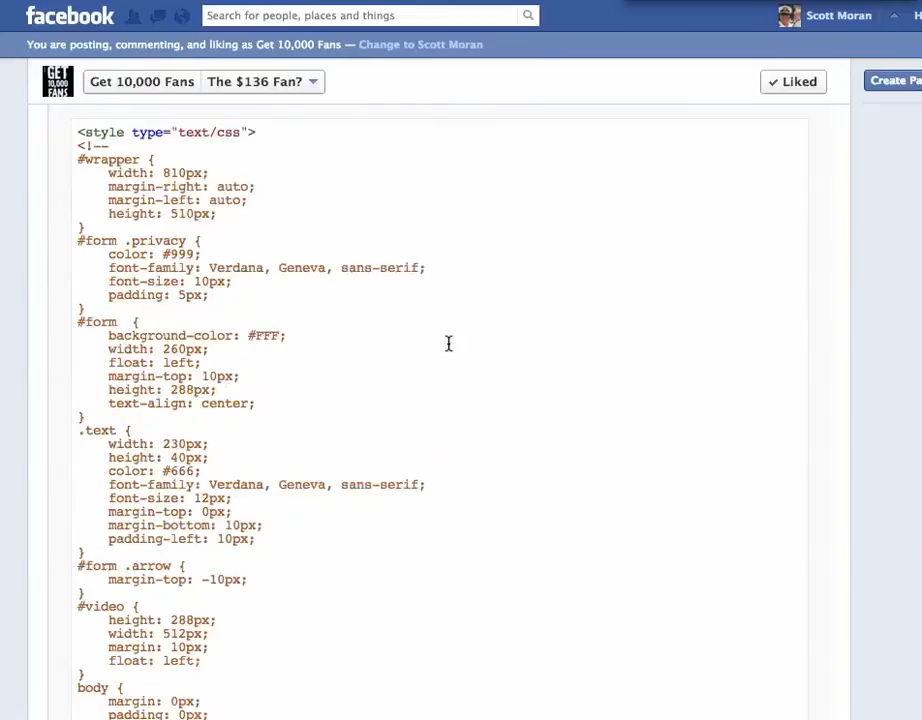 facebook
Search for people, places and things
Scott Moran
H
You are posting, commenting, and liking as Get 10,000 Fans — Change to Scott Moran
GET
10,000
FANS
Get 10,000 Fans
The $136 Fan?
✓ Liked
Create Pa
<style type="text/css">
<!--
#wrapper {
width: 810px;
margin-right: auto;
margin-left: auto;
height: 510px;
}
#form .privacy {
color: #999;
font-family: Verdana, Geneva, sans-serif;
font-size: 10px;
padding: 5px;
}
#form  {
background-color: #FFF;
width: 260px;
float: left;
margin-top: 10px;
height: 288px;
text-align: center;
}
.text {
width: 230px;
height: 40px;
color: #666;
font-family: Verdana, Geneva, sans-serif;
font-size: 12px;
margin-top: 0px;
margin-bottom: 10px;
padding-left: 10px;
}
#form .arrow {
margin-top: -10px;
}
#video {
height: 288px;
width: 512px;
margin: 10px;
float: left;
}
body {
margin: 0px;
padding: 0px;